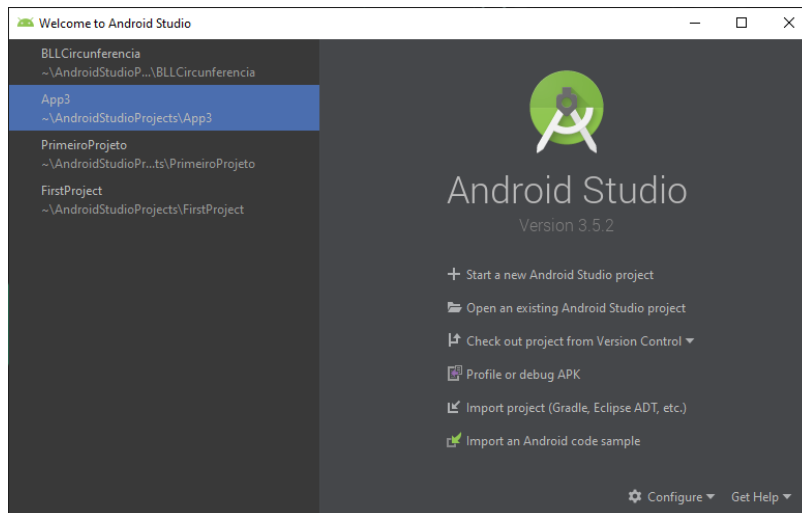 Welcome to Android Studio
BLLCircunferencia
~\AndroidStudioP...\BLLCircunferencia
App3
~\AndroidStudioProjects\App3
PrimeiroProjeto
~\AndroidStudioPr...ts\PrimeiroProjeto
FirstProject
~\AndroidStudioProjects\FirstProject
Android Studio
Version 3.5.2
Start a new Android Studio project
Open an existing Android Studio project
Check out project from Version Control
Profile or debug APK
Import project (Gradle, Eclipse ADT, etc.)
Import an Android code sample
Configure Get Help